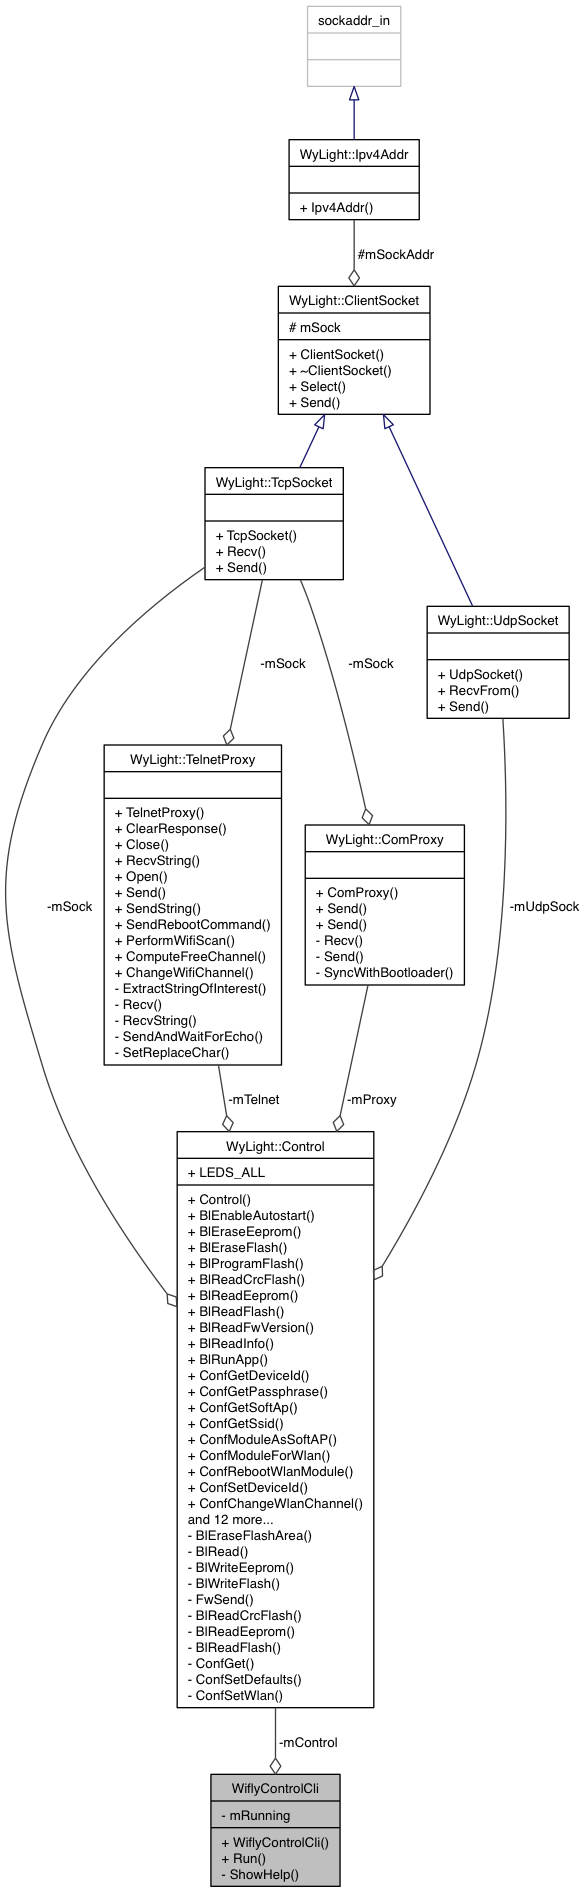 sockaddr_in
WyLight::Ipv4Addr
+ Ipv4Addr()
#mSockAddr
WyLight::ClientSocket
# mSock
+ ClientSocket()
+ ~ClientSocket()
+ Select()
+ Send()
WyLight::TcpSocket
+ TcpSocket()
+ Recv()
+ Send()
WyLight::UdpSocket
+ UdpSocket()
+ RecvFrom()
+ Send()
-mSock
-mSock
WyLight::TelnetProxy
+ TelnetProxy()
+ ClearResponse()
+ Close()
+ RecvString()
+ Open()
+ Send()
+ SendString()
+ SendRebootCommand()
+ PerformWifiScan()
+ ComputeFreeChannel()
+ ChangeWifiChannel()
- ExtractStringOfInterest()
- Recv()
- RecvString()
- SendAndWaitForEcho()
- SetReplaceChar()
WyLight::ComProxy
+ ComProxy()
+ Send()
+ Send()
- Recv()
- Send()
- SyncWithBootloader()
-mSock
-mUdpSock
-mTelnet
-mProxy
WyLight::Control
+ LEDS_ALL
+ Control()
+ BlEnableAutostart()
+ BlEraseEeprom()
+ BlEraseFlash()
+ BlProgramFlash()
+ BlReadCrcFlash()
+ BlReadEeprom()
+ BlReadFlash()
+ BlReadFwVersion()
+ BlReadInfo()
+ BlRunApp()
+ ConfGetDeviceId()
+ ConfGetPassphrase()
+ ConfGetSoftAp()
+ ConfGetSsid()
+ ConfModuleAsSoftAP()
+ ConfModuleForWlan()
+ ConfRebootWlanModule()
+ ConfSetDeviceId()
+ ConfChangeWlanChannel()
and 12 more...
- BlEraseFlashArea()
- BlRead()
- BlWriteEeprom()
- BlWriteFlash()
- FwSend()
- BlReadCrcFlash()
- BlReadEeprom()
- BlReadFlash()
- ConfGet()
- ConfSetDefaults()
- ConfSetWlan()
-mControl
WiflyControlCli
- mRunning
+ WiflyControlCli()
+ Run()
- ShowHelp()